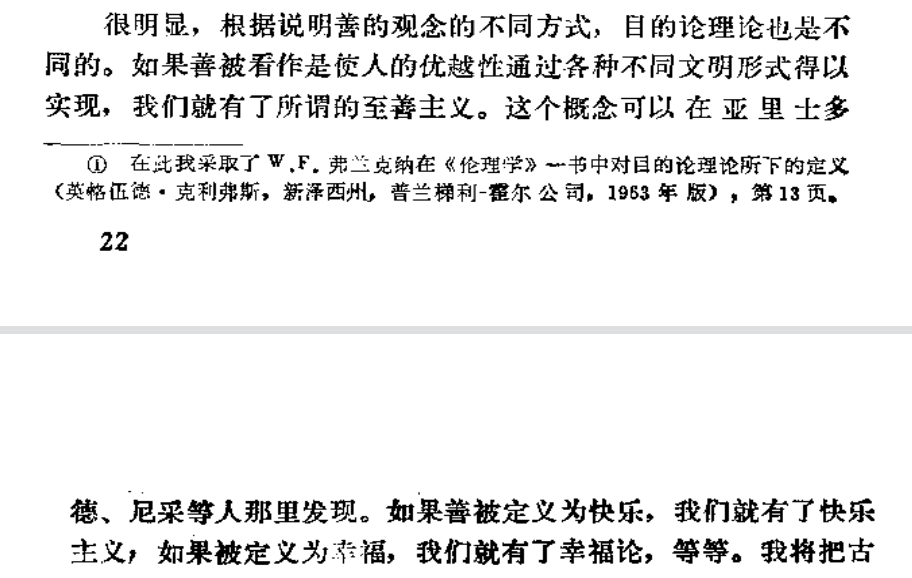 很明显，根据说明善的观念的不同方式，目的论理论也是不
同的。如果善被看作是使人的优越性通过各种不同文明形式得以
实现，我们就有了所谓的至善主义。这个概念可以在亚里士多
① 在此我采取了W.F.弗兰克纳在《伦理学》一书中对目的论理论所下的定义
（英格伍德·克利弗斯，新泽西州，普兰梯利-霍尔公司，1963年版），第13页。
22
德、尼采等人那里发现。如果善被定义为快乐，我们就有了快乐
主义，如果被定义为幸福，我们就有了幸福论，等等。我将把古